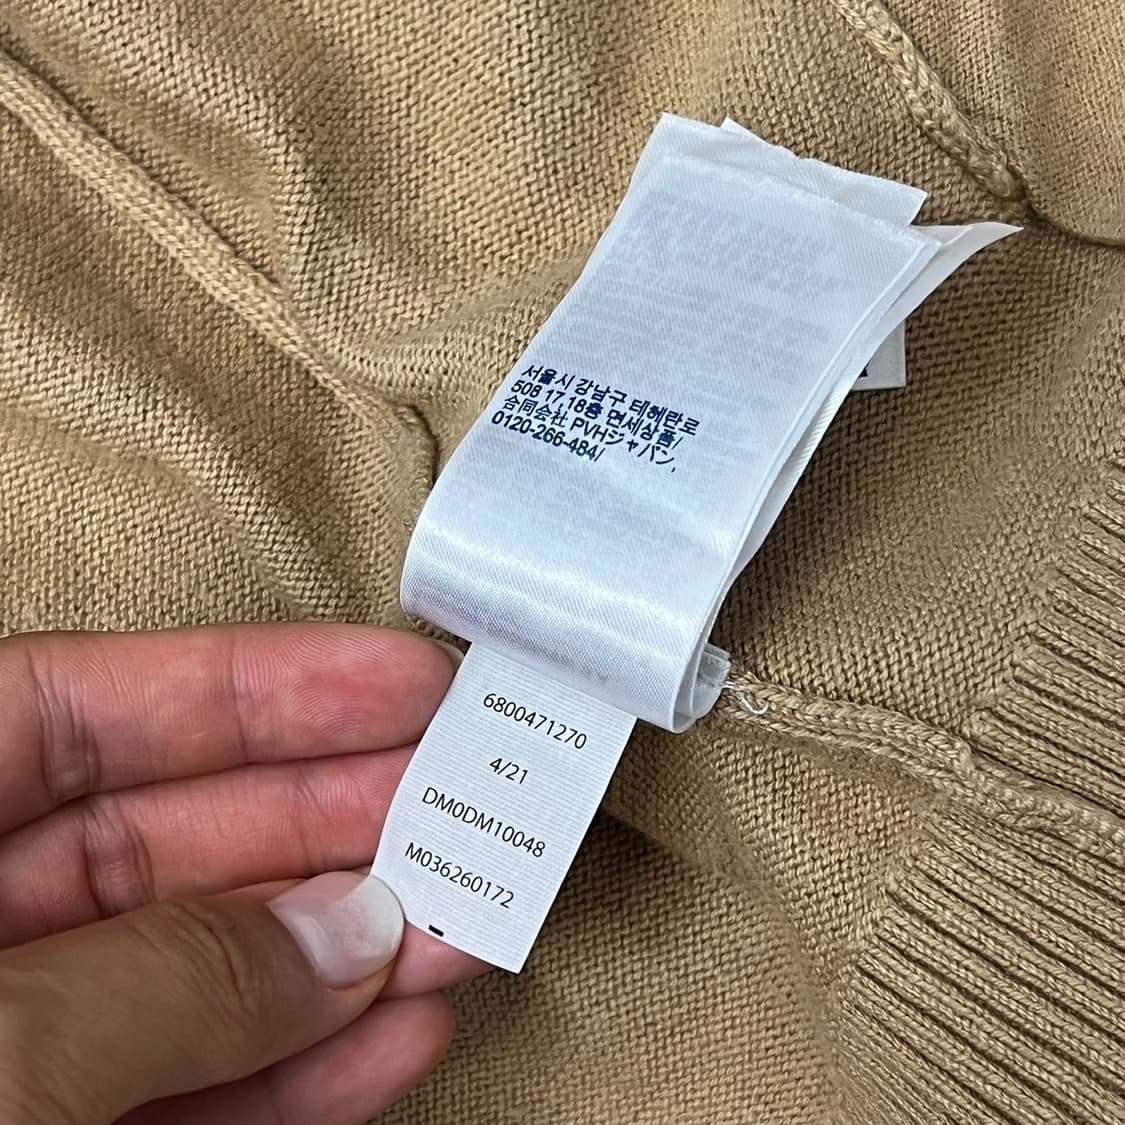 서울시 강남구 테헤란로
508 17,18층 면세상품/
合同会社 PVHジャパン,
0120-266-484/
6800471270
4/21
DM0DM10048
M036260172